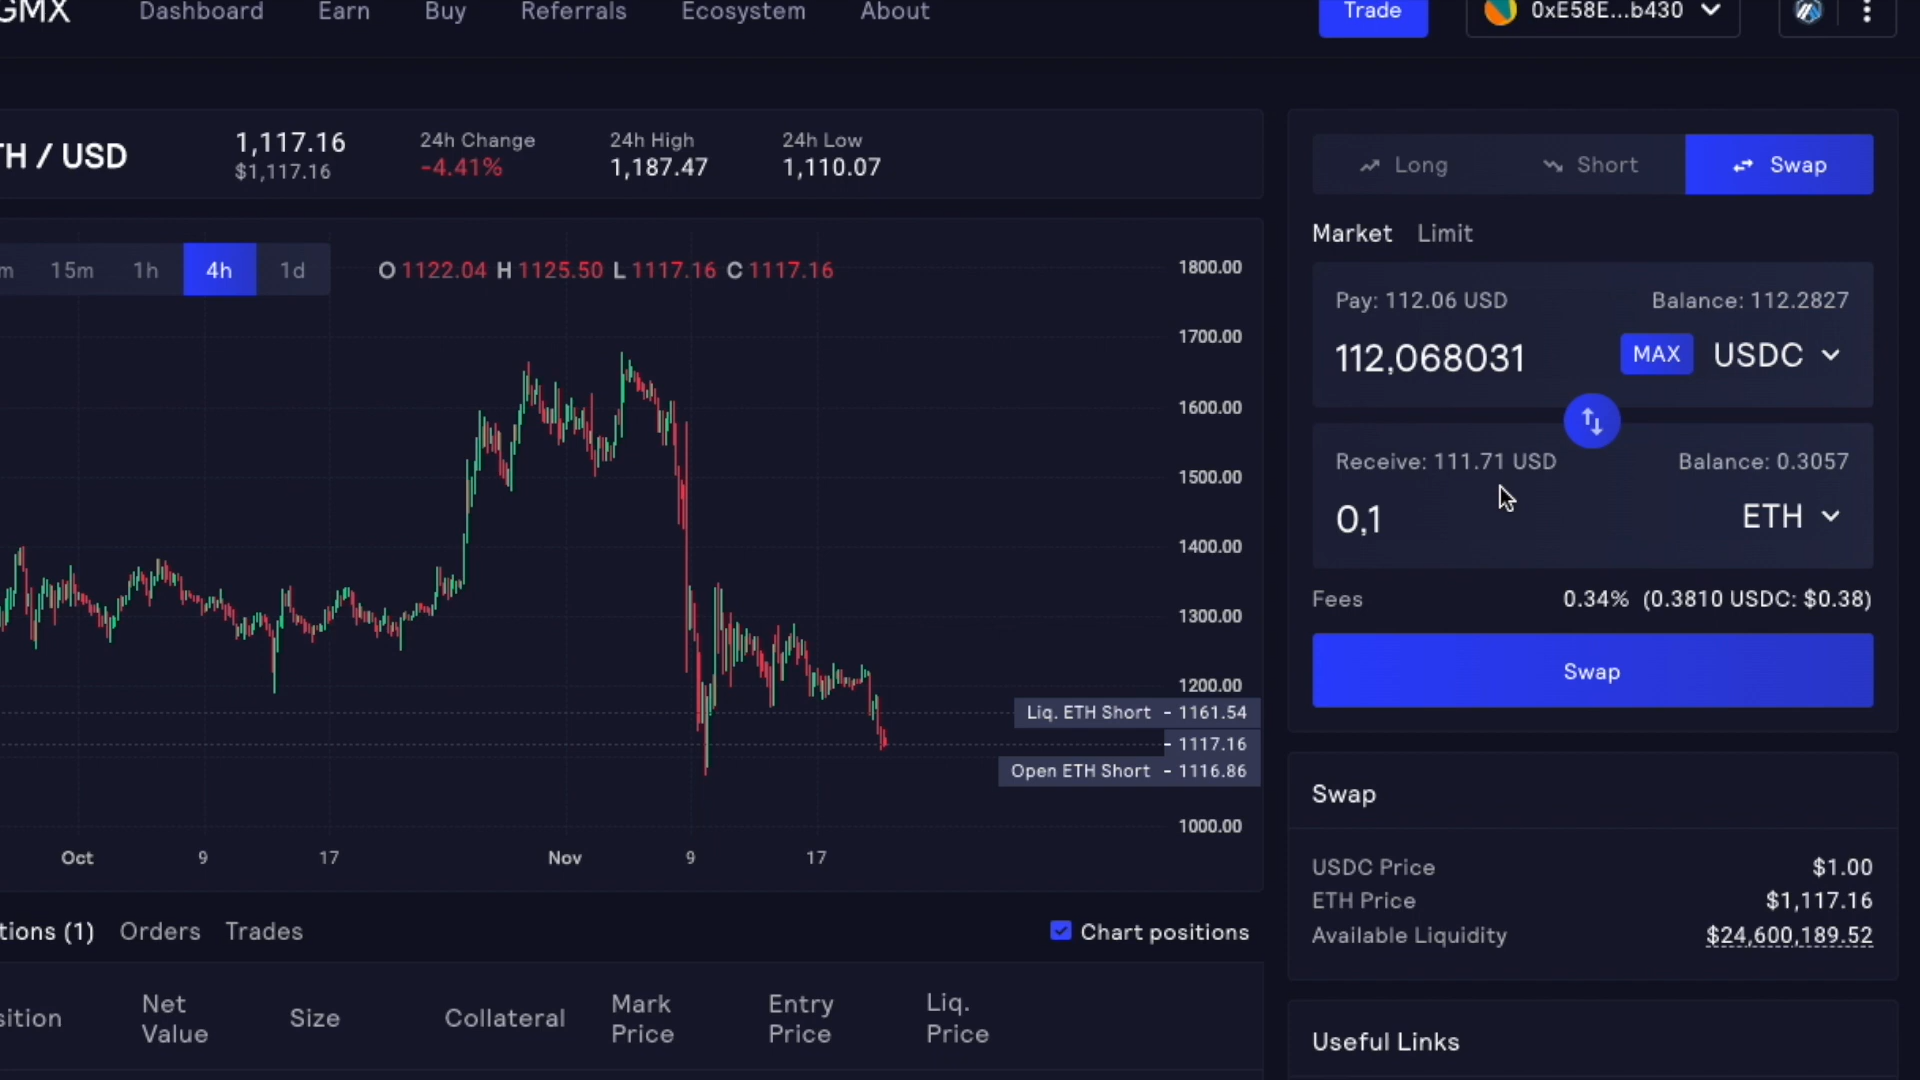 GMX
Dashboard
Earn
Buy
Referrals
Ecosystem
About
Trade
0xE58E...b430
TH / USD
1,117.16
$1,117.16
24h Change
-4.41%
24h High
1,187.47
24h Low
1,110.07
m
15m
1h
4h
1d
O 1122.04 H 1125.50 L 1117.16 C 1117.16
1800.00
1700.00
1600.00
1500.00
1400.00
1300.00
1200.00
Liq. ETH Short - 1161.54
- 1117.16
Open ETH Short - 1116.86
1000.00
Oct
9
17
Nov
9
17
tions (1)
Orders
Trades
Chart positions
sition
Net
Value
Size
Collateral
Mark
Price
Entry
Price
Liq.
Price
Long
Short
Swap
Market
Limit
Pay: 112.06 USD
Balance: 112.2827
112,068031
MAX
USDC
Receive: 111.71 USD
Balance: 0.3057
0,1
ETH
Fees
0.34% (0.3810 USDC: $0.38)
Swap
Swap
USDC Price
$1.00
ETH Price
$1,117.16
Available Liquidity
$24,600,189.52
Useful Links